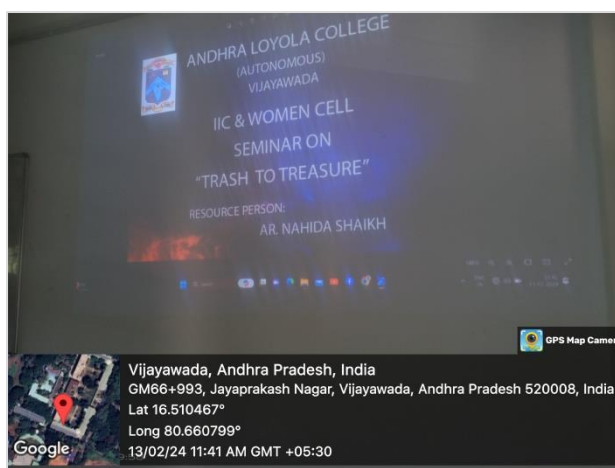 ANDHRA LOYOLA COLLEGE
(AUTONOMOUS)
VIJAYAWADA
IIC & WOMEN CELL
SEMINAR ON
"TRASH TO TREASURE"
RESOURCE PERSON:
AR. NAHIDA SHAIKH
GPS Map Camera
Vijayawada, Andhra Pradesh, India
GM66+993, Jayaprakash Nagar, Vijayawada, Andhra Pradesh 520008, India
Lat 16.510467°
Long 80.660799°
13/02/24 11:41 AM GMT +05:30
Google